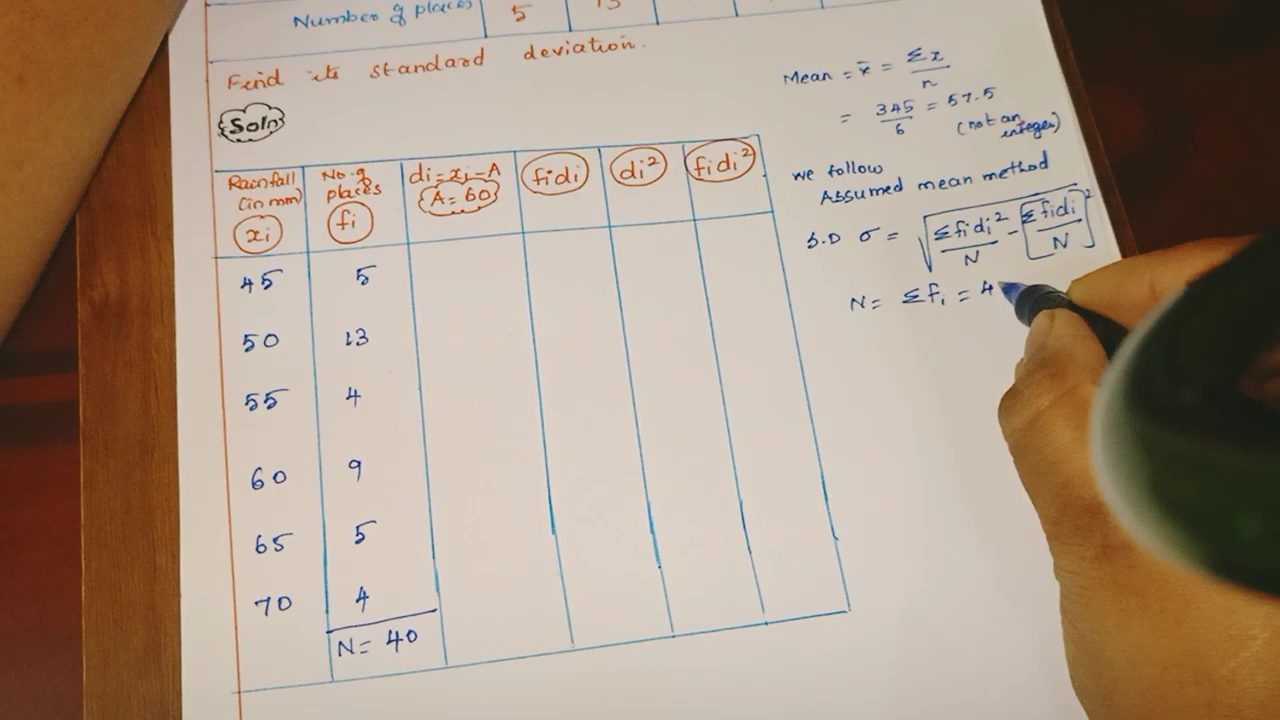 Number of places 5 13
Find its standard deviation.
Soln
Rainfall (in mm) xi
No. of places fi
di = xi - A
A = 60
fidi
di²
fidi²
45 5
50 13
55 4
60 9
65 5
70 4
N = 40
Mean = x̄ = Σx / n
= 345 / 6 = 57.5
(not an integer)
we follow
Assumed mean method
S.D σ = √(Σfidi² / N - [Σfidi / N]²)
N = Σfi = 4